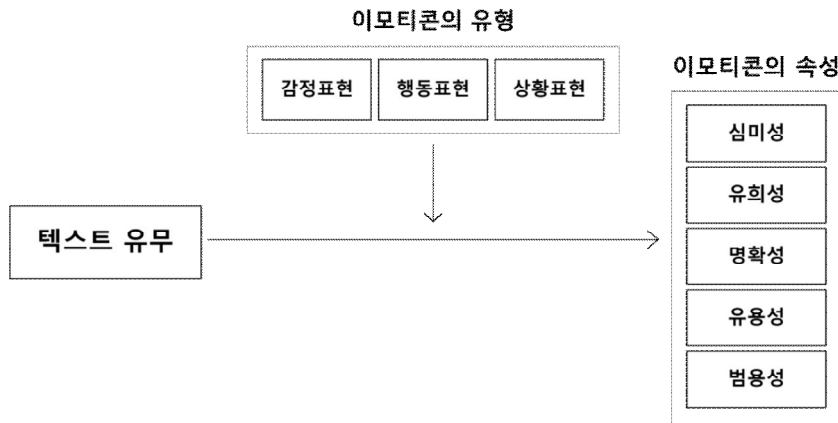 이모티콘의 유형
감정표현 행동표현 상황표현
이모티콘의 속성
심미성
유희성
명확성
유용성
범용성
텍스트 유무